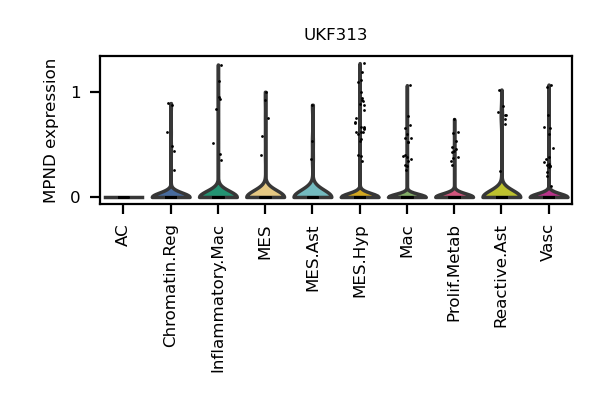 UKF313
MPND expression
1
0
AC
Chromatin.Reg
Inflammatory.Mac
MES
MES.Ast
MES.Hyp
Mac
Prolif.Metab
Reactive.Ast
Vasc